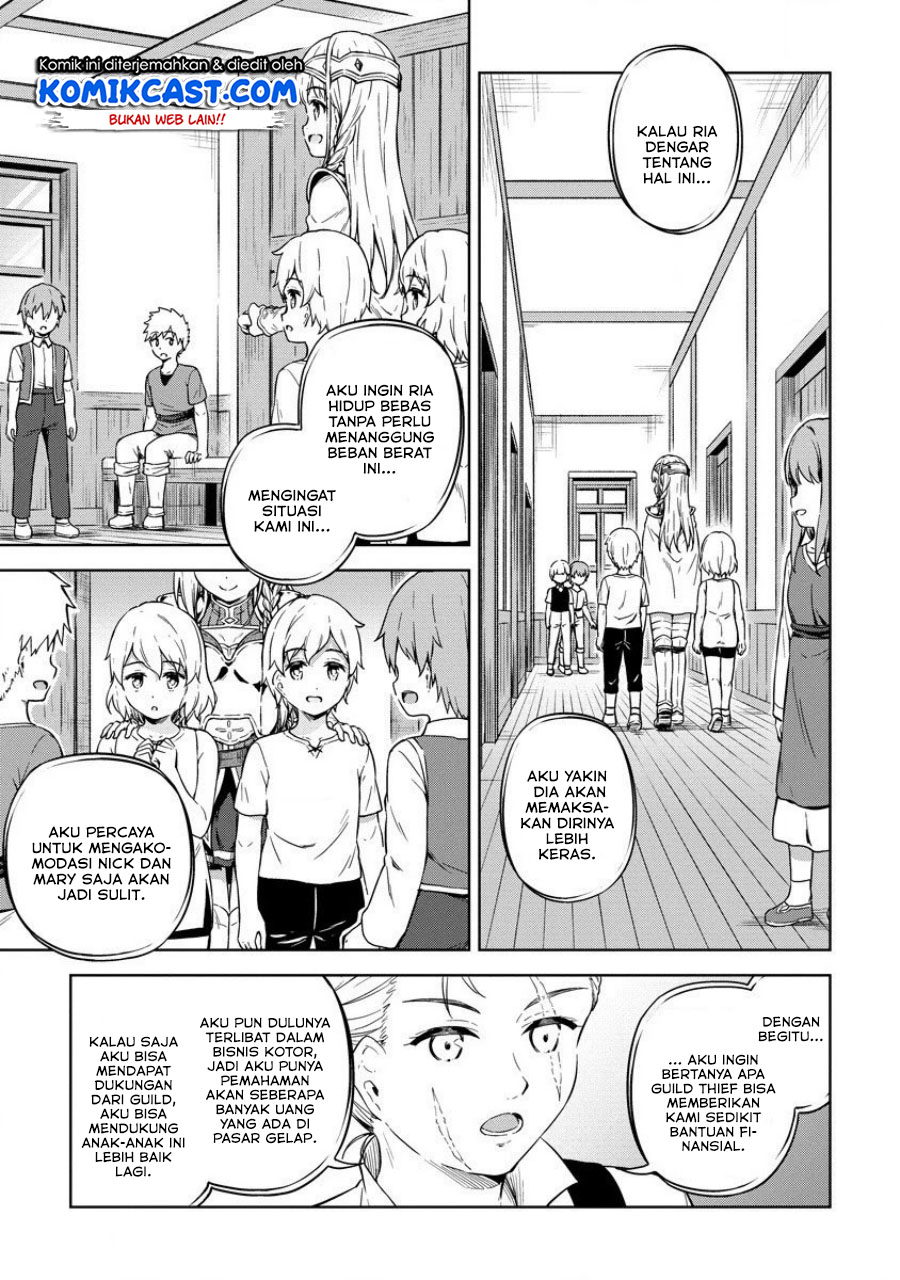 Komik ini diterjemahkan & diedit oleh
KOMIKCAST.COM
BUKAN WEB LAIN!!
KALAU RIA
DENGAR
TENTANG
HAL INI...
AKU YAKIN
DIA AKAN
MEMAKSA-
KAN DIRINYA
LEBIH
KERAS.
AKU INGIN RIA
HIDUP BEBAS
TANPA PERLU
MENANGGUNG
BEBAN BERAT
INI...
MENGINGAT
SITUASI
KAMI INI...
AKU PERCAYA
UNTUK MENGAKO-
MODASI NICK DAN
MARY SAJA AKAN
JADI SULIT.
DENGAN
BEGITU...
... AKU INGIN
BERTANYA APA
GUILD THIEF BISA
MEMBERIKAN
KAMI SEDIKIT
BANTUAN FI-
NANSIAL.
AKU PUN DULUNYA
TERLIBAT DALAM
BISNIS KOTOR,
JADI AKU PUNYA
PEMAHAMAN
AKAN SEBERAPA
BANYAK UANG
YANG ADA DI
PASAR GELAP.
KALAU SAJA
AKU BISA
MENDAPAT
DUKUNGAN
DARI GUILD,
AKU BISA
MENDUKUNG
ANAK-ANAK INI
LEBIH BAIK
LAGI.